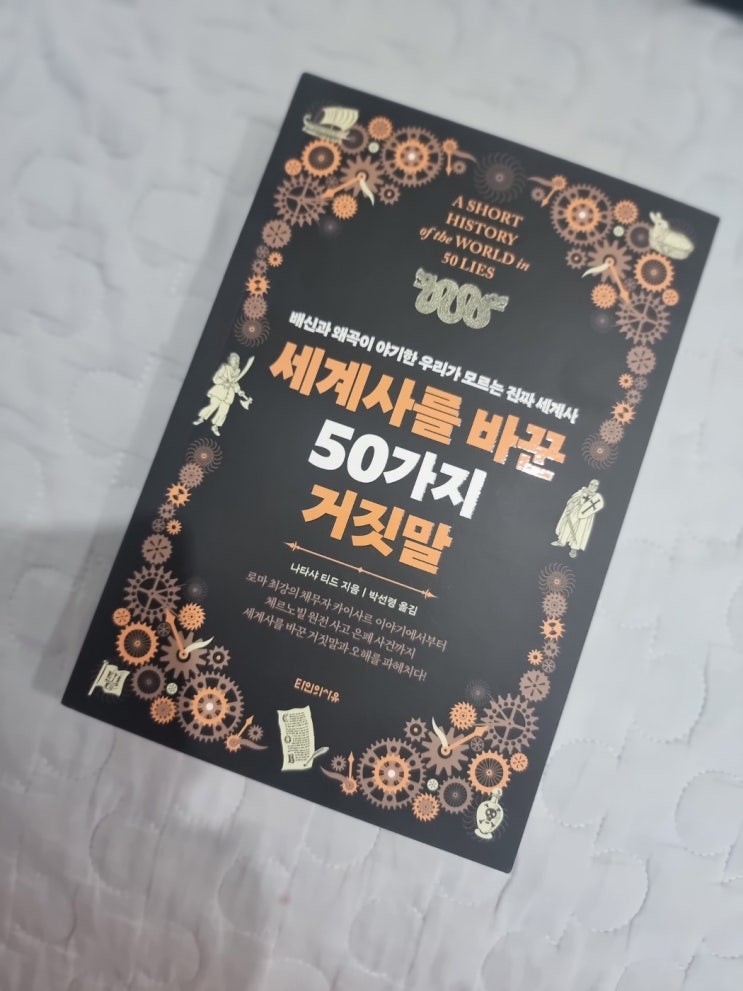 A SHORT
HISTORY
of the WORLD in
50 LIES
배신과 왜곡이 야기한 우리가 모르는 진짜 세계사
세계사를 바꾼
50가지
거짓말
나타샤 티드 지음 | 박선령 옮김
로마 최강의 채무자 카이사르 이야기에서부터
체르노빌 원전 사고 은폐 사건까지
세계사를 바꾼 거짓말과 오해를 파헤치다!
타인의사유